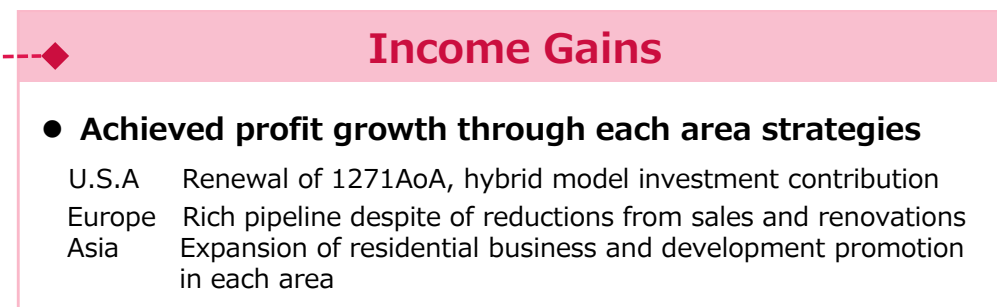 Income Gains
● Achieved profit growth through each area strategies
U.S.A Renewal of 1271AoA, hybrid model investment contribution
Europe Rich pipeline despite of reductions from sales and renovations
Asia Expansion of residential business and development promotion
in each area